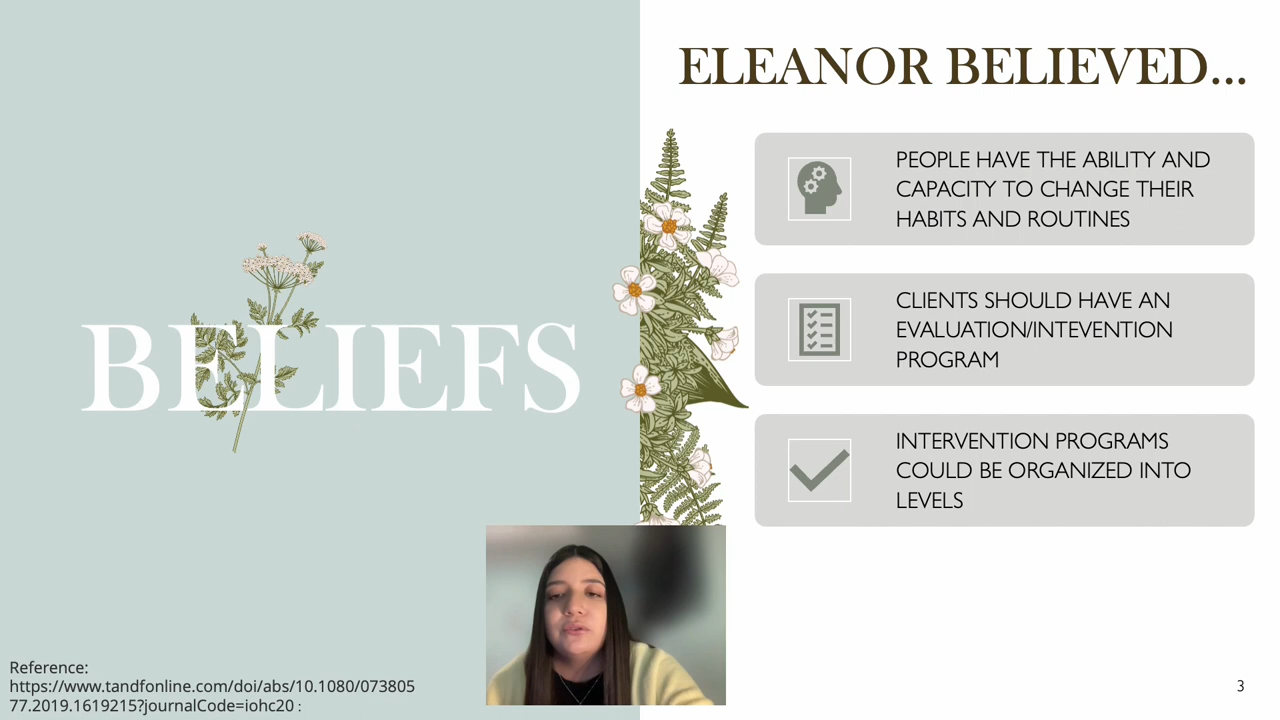 BELIEFS
ELEANOR BELIEVED...
PEOPLE HAVE THE ABILITY AND
CAPACITY TO CHANGE THEIR
HABITS AND ROUTINES
CLIENTS SHOULD HAVE AN
EVALUATION/INTEVENTION
PROGRAM
INTERVENTION PROGRAMS
COULD BE ORGANIZED INTO
LEVELS
Reference:
https://www.tandfonline.com/doi/abs/10.1080/073805
77.2019.1619215?journalCode=iohc20 :
3